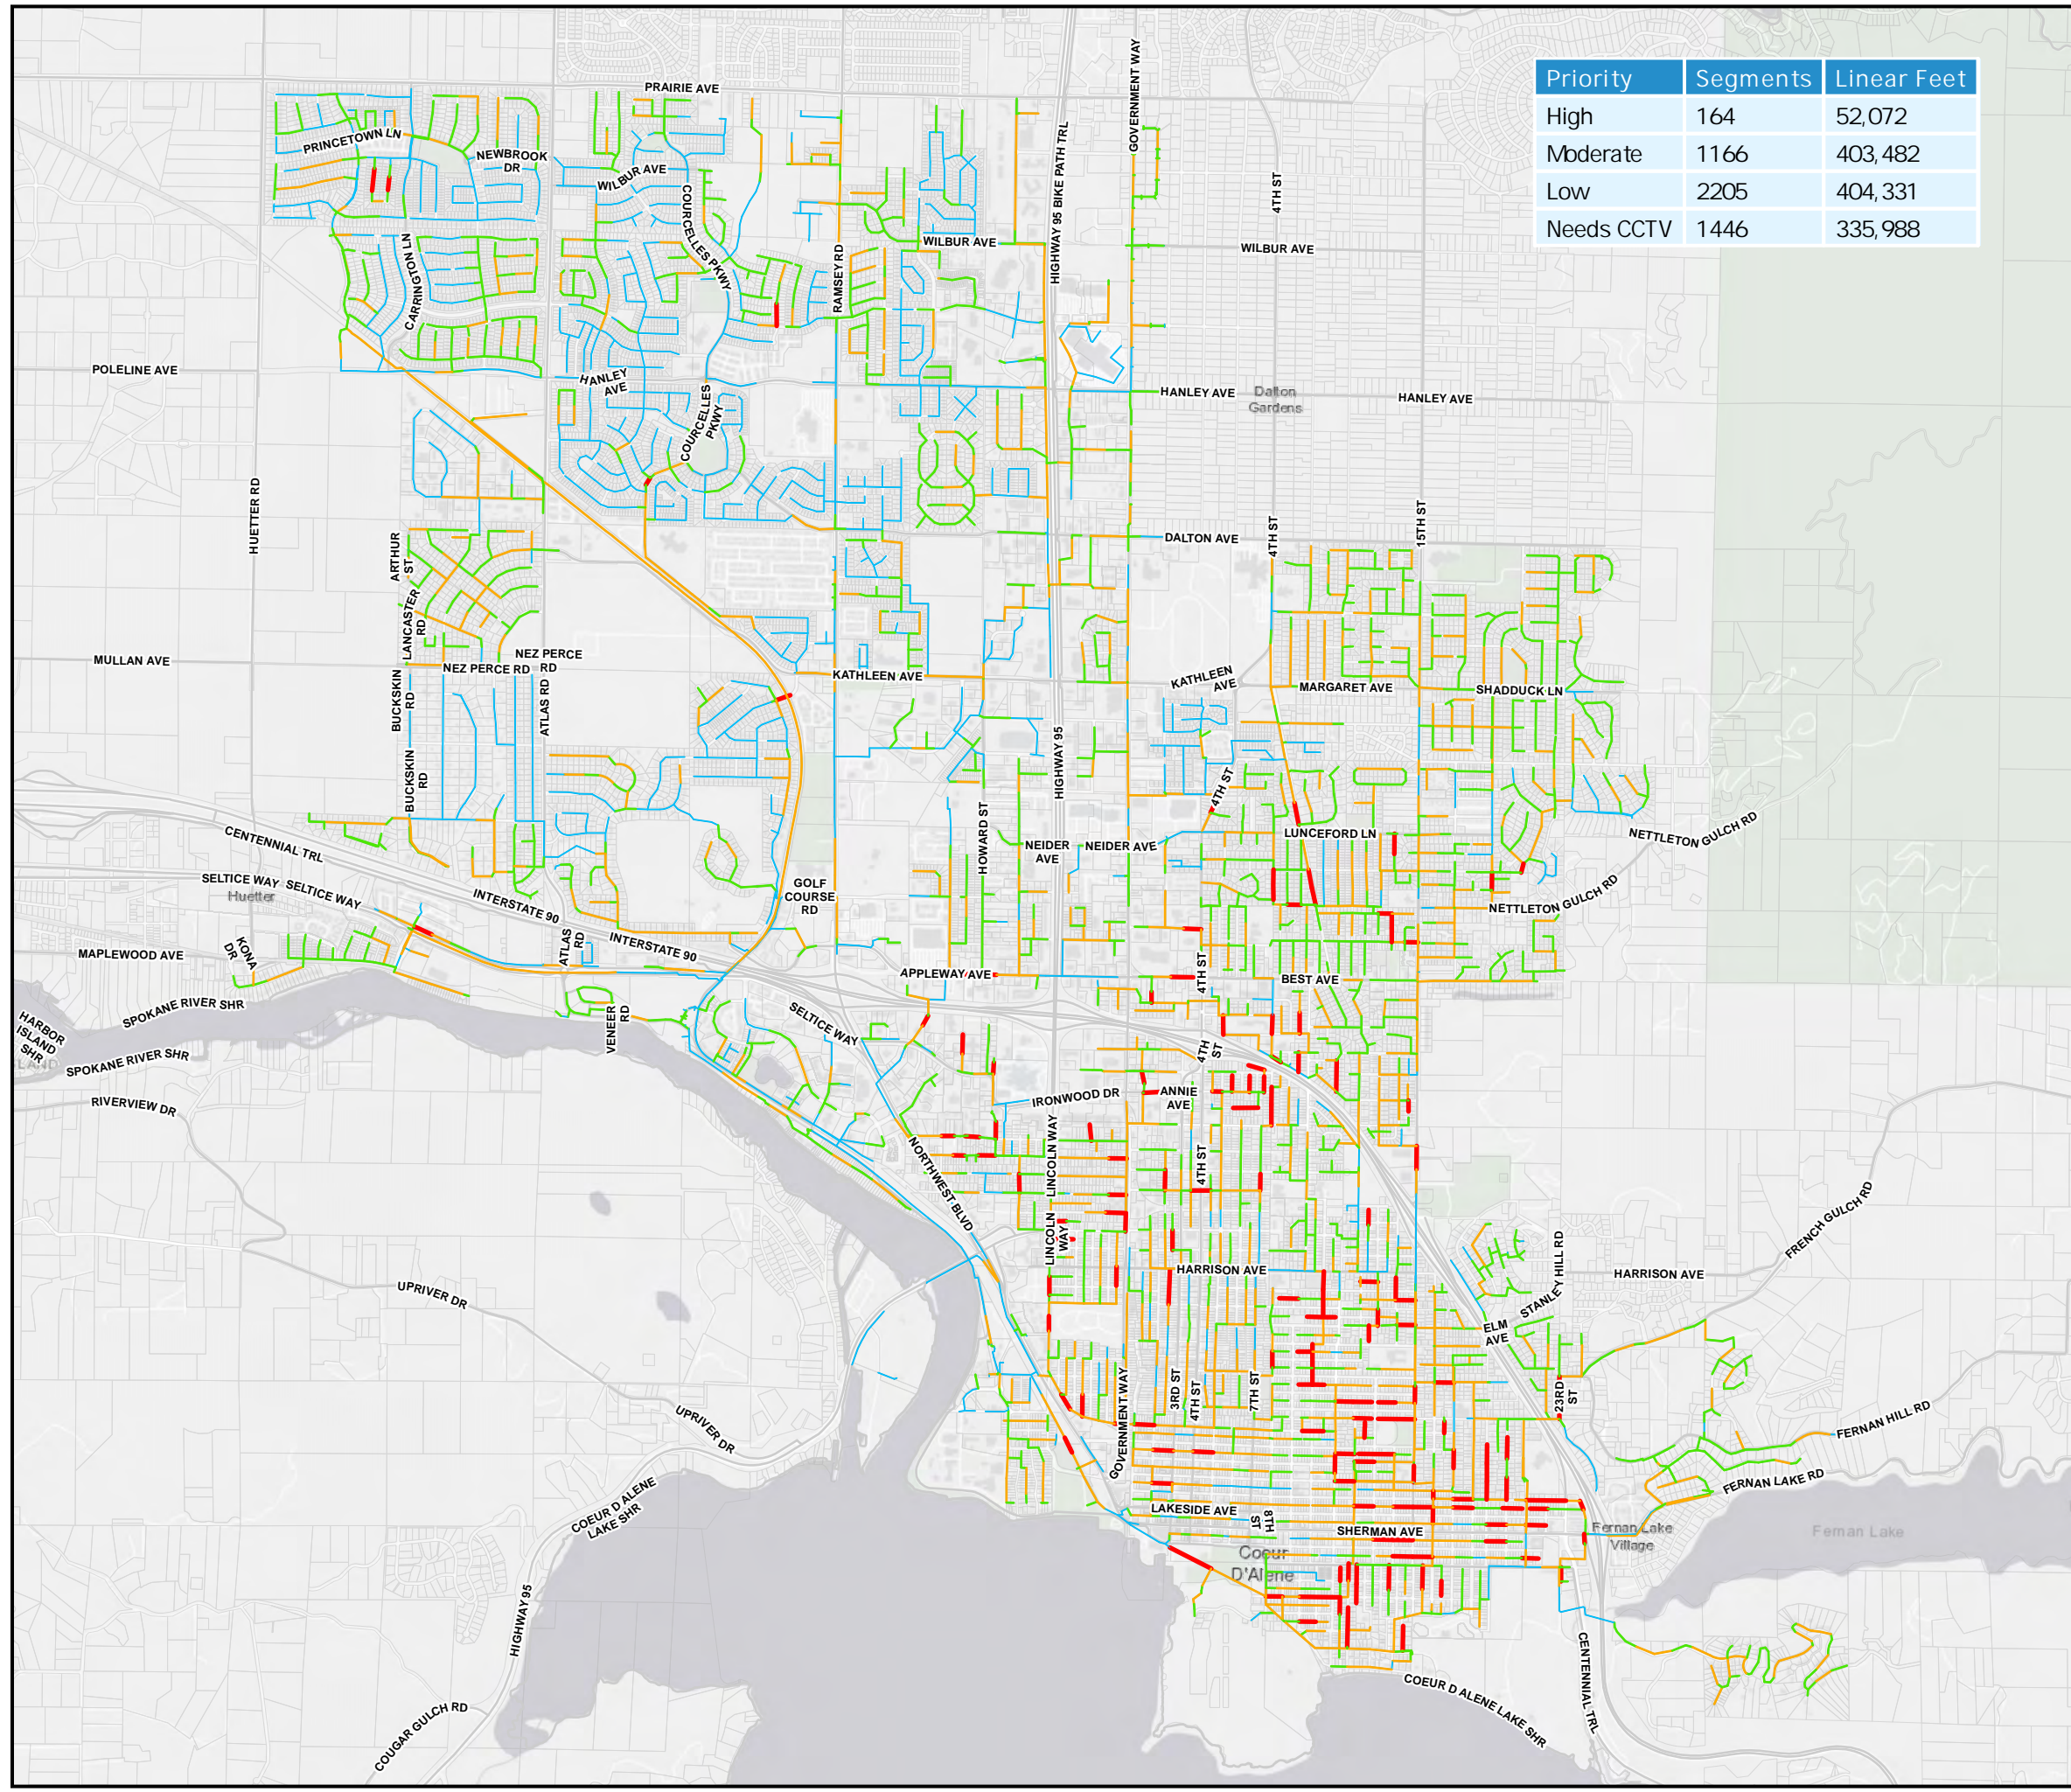 Priority Segments Linear Feet
High 164 52,072
Moderate 1166 403,482
Low 2205 404,331
Needs CCTV 1446 335,988
PRAIRIE AVE
GOVERNMENT WAY
PRINCETOWN LN
NEWBROOK
DR
WILBUR AVE
COURCELLES PKWY
HIGHWAY 95 BIKE PATH TRL
4TH ST
WILBUR AVE
WILBUR AVE
RAMSEY RD
CARRINGTON LN
POLELINE AVE
HANLEY
AVE
COURCELLES
PKWY
HANLEY AVE
Dalton
Gardens
HANLEY AVE
HUETTER RD
ARTHUR
ST
DALTON AVE
4TH ST
15TH ST
LANCASTER
RD
MULLAN AVE
NEZ PERCE RD
NEZ PERCE
RD
KATHLEEN AVE
KATHLEEN
AVE
MARGARET AVE
SHADDUCK LN
BUCKSKIN
RD
ATLAS RD
BUCKSKIN
RD
HIGHWAY 95
4TH ST
HOWARD ST
CENTENNIAL TRL
NEIDER
AVE
NEIDER AVE
LUNCEFORD LN
NETTLETON GULCH RD
SELTICE WAY
SELTICE WAY
Huetter
INTERSTATE 90
GOLF
COURSE
RD
NETTLETON GULCH RD
MAPLEWOOD AVE
KONA
DR
ATLAS
RD
INTERSTATE 90
APPLEWAY AVE
4TH ST
BEST AVE
SPOKANE RIVER SHR
HARBOR
ISLAND
SHR
VENEER
RD
SELTICE WAY
SPOKANE RIVER SHR
4TH
ST
RIVERVIEW DR
IRONWOOD DR
ANNIE
AVE
LINCOLN WAY
4TH ST
NORTHWEST BLVD
LINCOLN
WAY
FRENCH GULCH RD
HARRISON AVE
HARRISON AVE
STANLEY HILL RD
UPRIVER DR
ELM
AVE
GOVERNMENT WAY
3RD ST
4TH ST
7TH ST
23RD
ST
UPRIVER DR
FERNAN HILL RD
FERNAN LAKE RD
COEUR D ALENE
LAKE SHR
LAKESIDE AVE
8TH
ST
SHERMAN AVE
Fernan Lake
Village
Fernan Lake
Coeur
D'Alene
HIGHWAY 95
CENTENNIAL TRL
COEUR D ALENE LAKE SHR
COUGAR GULCH RD